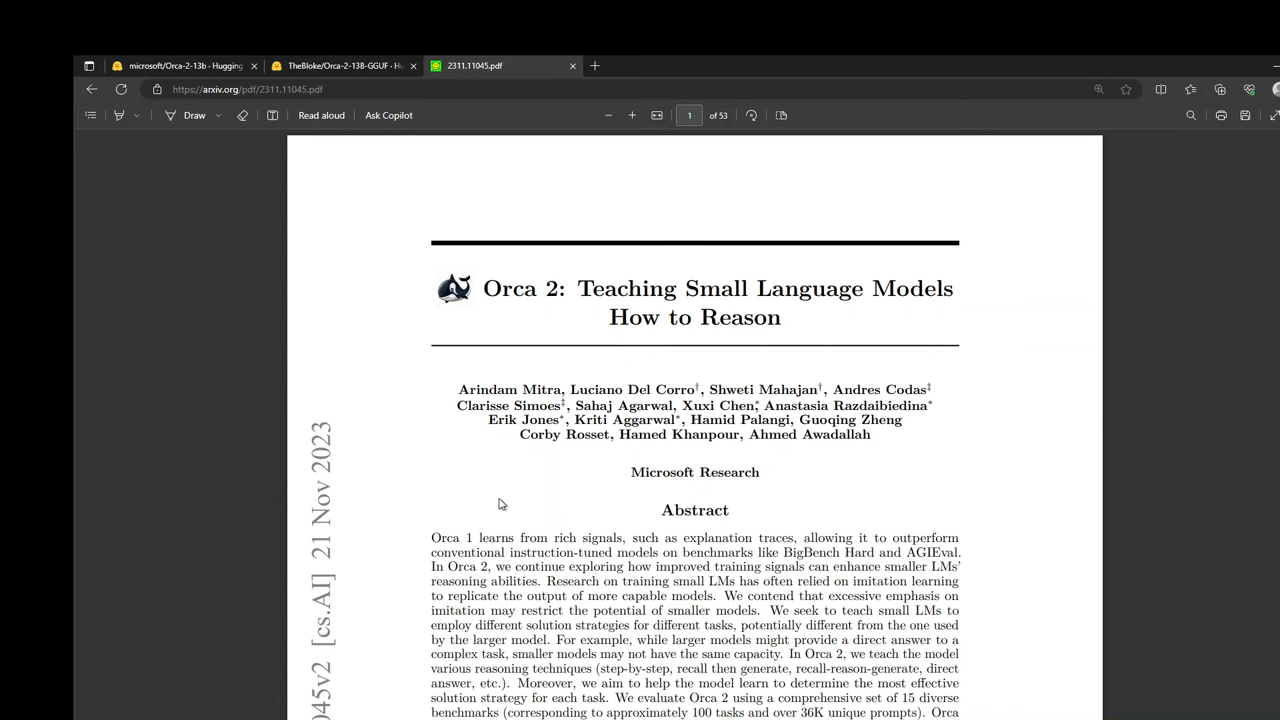 microsoft/Orca-2-13b · Hugging
TheBloke/Orca-2-13B-GGUF · Hu
2311.11045.pdf
https://arxiv.org/pdf/2311.11045.pdf
Draw
Read aloud
Ask Copilot
1 of 53
Orca 2: Teaching Small Language Models
How to Reason
Arindam Mitra, Luciano Del Corro†, Shweti Mahajan†, Andres Codas‡
Clarisse Simoes‡, Sahaj Agarwal, Xuxi Chen*, Anastasia Razdaibiedina*
Erik Jones*, Kriti Aggarwal*, Hamid Palangi, Guoqing Zheng
Corby Rosset, Hamed Khanpour, Ahmed Awadallah
Microsoft Research
Abstract
Orca 1 learns from rich signals, such as explanation traces, allowing it to outperform
conventional instruction-tuned models on benchmarks like BigBench Hard and AGIEval.
In Orca 2, we continue exploring how improved training signals can enhance smaller LMs'
reasoning abilities. Research on training small LMs has often relied on imitation learning
to replicate the output of more capable models. We contend that excessive emphasis on
imitation may restrict the potential of smaller models. We seek to teach small LMs to
employ different solution strategies for different tasks, potentially different from the one used
by the larger model. For example, while larger models might provide a direct answer to a
complex task, smaller models may not have the same capacity. In Orca 2, we teach the model
various reasoning techniques (step-by-step, recall then generate, recall-reason-generate, direct
answer, etc.). Moreover, we aim to help the model learn to determine the most effective
solution strategy for each task. We evaluate Orca 2 using a comprehensive set of 15 diverse
benchmarks (corresponding to approximately 100 tasks and over 36K unique prompts). Orca
045v2 [cs.AI] 21 Nov 2023